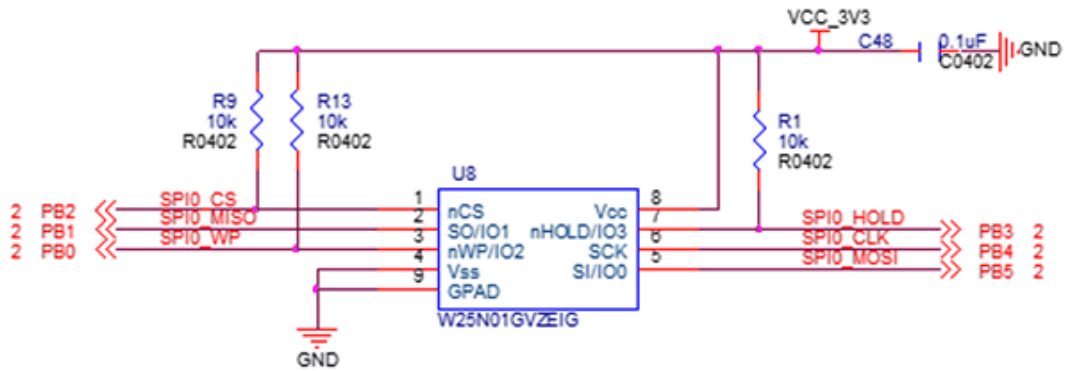 VCC_3V3
C48 0.1uF
C0402
GND
R9 R13
10k 10k
R0402 R0402
R1
10k
R0402
U8
2 PB2 SPI0_CS 1 nCS
2 PB1 SPI0_MISO 2 SO/IO1
2 PB0 SPI0_WP 3 nWP/IO2
4 Vss
9 GPAD
Vcc 8
nHOLD/IO3 7 SPI0_HOLD PB3 2
SCK 6 SPI0_CLK PB4 2
SI/IO0 5 SPI0_MOSI PB5 2
W25N01GVZEIG
GND